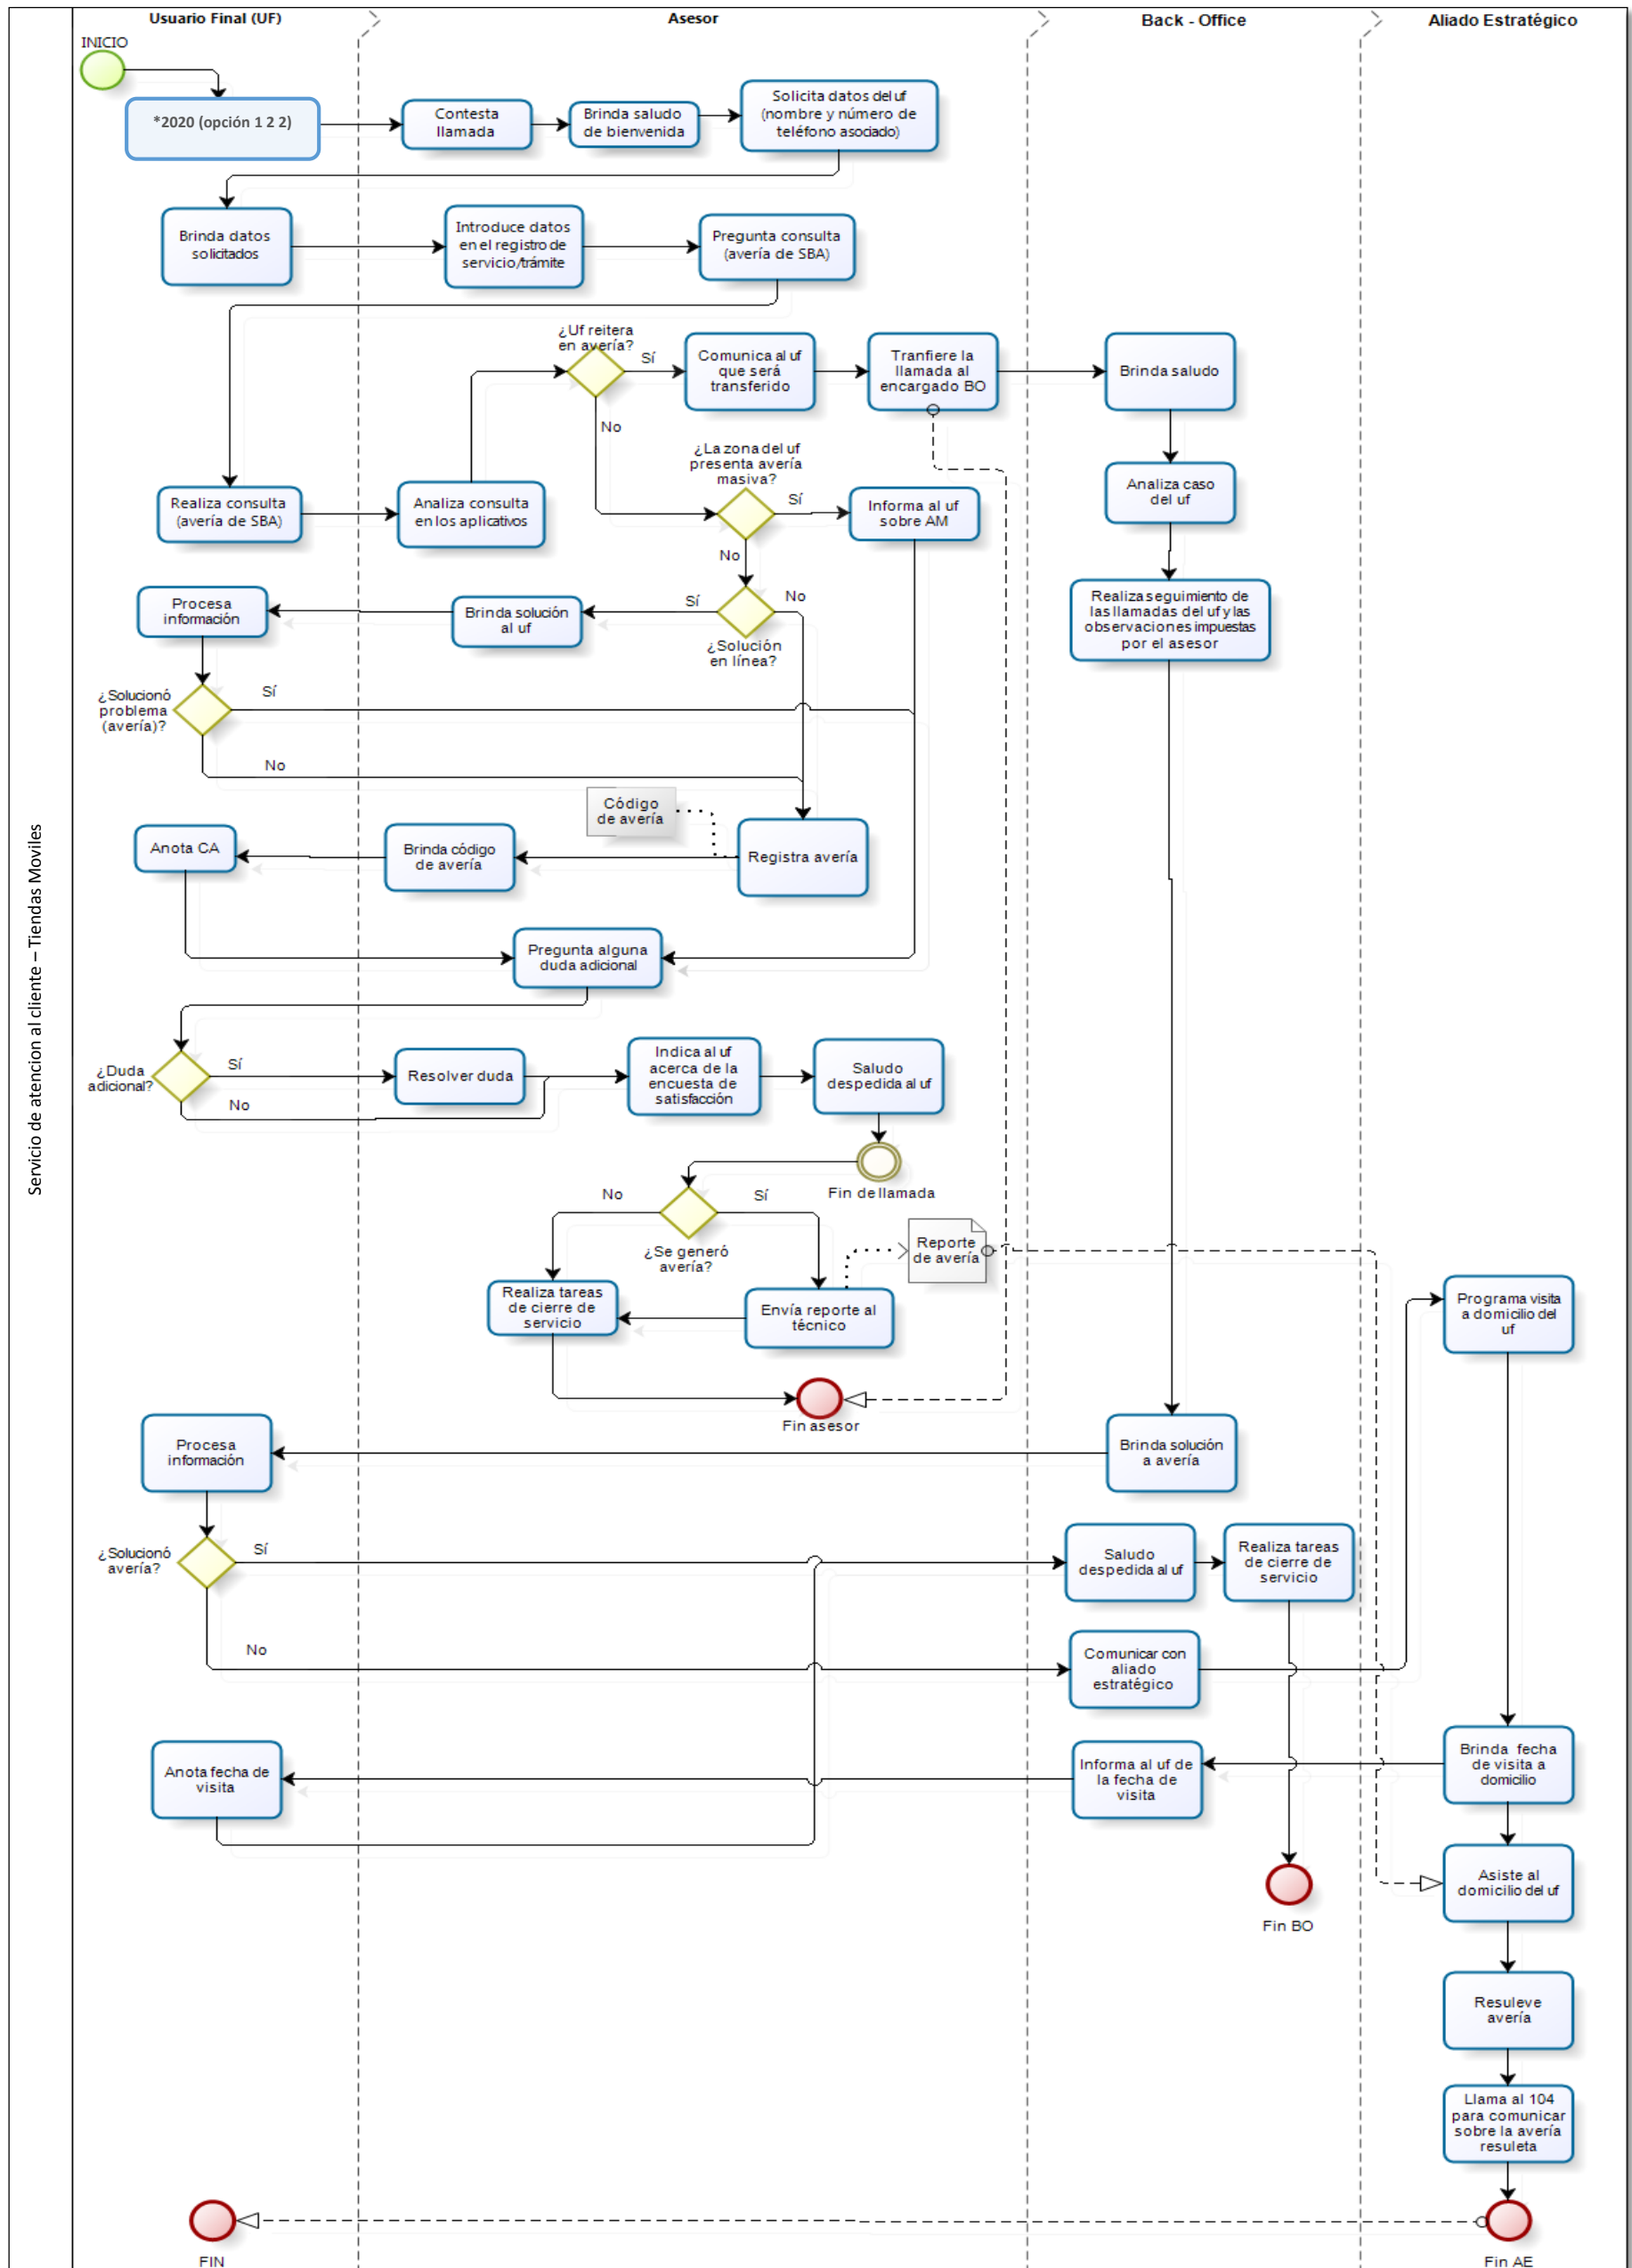 Usuario Final (UF)
Asesor
Back - Office
Aliado Estratégico
Servicio de atencion al cliente – Tiendas Moviles
INICIO
*2020 (opción 1 2 2)
Contesta
llamada
Brinda saludo
de bienvenida
Solicita datos del uf
(nombre y número de
teléfono asociado)
Brinda datos
solicitados
Introduce datos
en el registro de
servicio/trámite
Pregunta consulta
(avería de SBA)
¿Uf reitera
en avería?
Sí
No
Comunica al uf
que será
transferido
Tranfiere la
llamada al
encargado BO
Brinda saludo
¿La zona del uf
presenta avería
masiva?
Sí
No
Realiza consulta
(avería de SBA)
Analiza consulta
en los aplicativos
Informa al uf
sobre AM
Analiza caso
del uf
Procesa
información
Brinda solución
al uf
Sí
No
¿Solución
en línea?
Realiza seguimiento de
las llamadas del uf y las
observaciones impuestas
por el asesor
¿Solucionó
problema
(avería)?
Sí
No
Código
de avería
Anota CA
Brinda código
de avería
Registra avería
Pregunta alguna
duda adicional
¿Duda
adicional?
Sí
No
Resolver duda
Indica al uf
acerca de la
encuesta de
satisfacción
Saludo
despedida al uf
Fin de llamada
No
Sí
¿Se generó
avería?
Reporte
de avería
Realiza tareas
de cierre de
servicio
Envía reporte al
técnico
Programa visita
a domicilio del
uf
Fin asesor
Procesa
información
Brinda solución
a avería
¿Solucionó
avería?
Sí
No
Saludo
despedida al uf
Realiza tareas
de cierre de
servicio
Comunicar con
aliado
estratégico
Anota fecha de
visita
Informa al uf de
la fecha de
visita
Brinda fecha
de visita a
domicilio
Asiste al
domicilio del uf
Fin BO
Resuleve
avería
Llama al 104
para comunicar
sobre la avería
resuleta
FIN
Fin AE